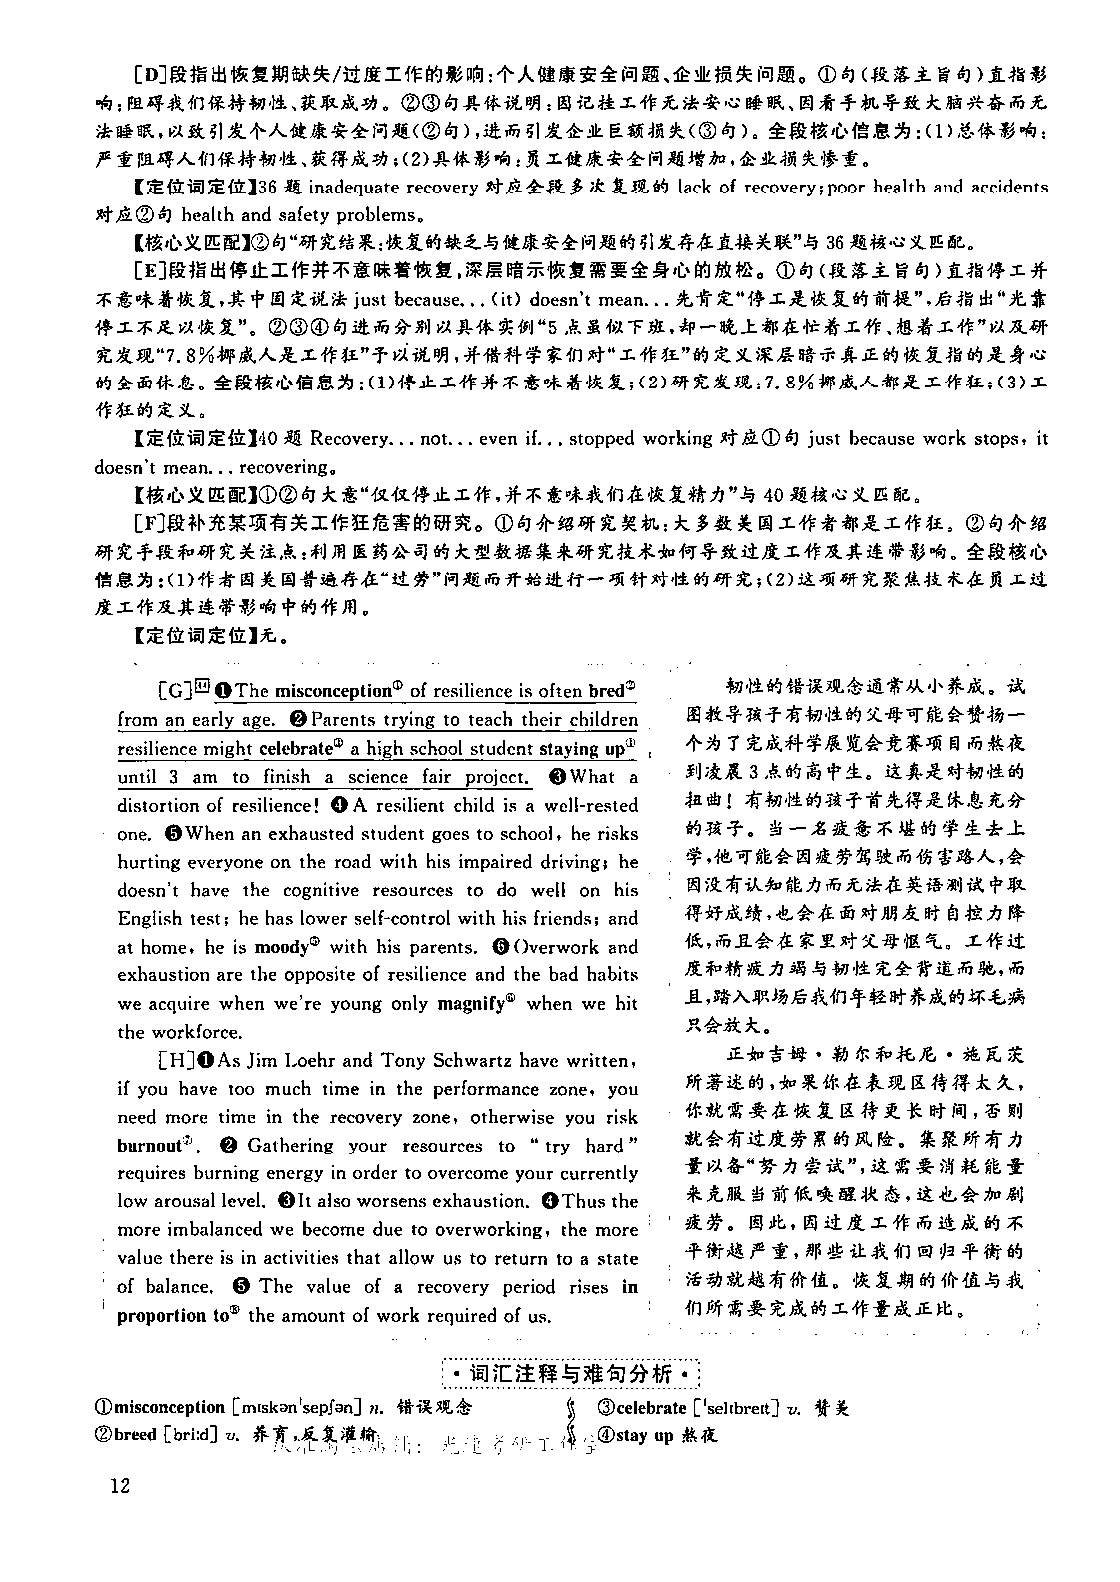 [D]段指出恢复期缺失/过度工作的影响:个人健康安全问题、企业损失问题。①句(段落主旨句)直指影
响:阻碍我们保持韧性、获取成功。②③句具体说明:因记挂工作无法安心睡眠、因看手机导致大脑兴奋而无
法睡眠,以致引发个人健康安全问题(②句),进而引发企业巨额损失(③句)。全段核心信息为:(1)总体影响:
严重阻碍人们保持韧性、获得成功;(2)具体影响:员工健康安全问题增加,企业损失惨重。
【定位词定位】36 题 inadequate recovery 对应全段多次复现的 lack of recovery;poor health and accidents
对应②句 health and safety problems。
【核心义匹配】②句“研究结果:恢复的缺乏与健康安全问题的引发存在直接关联”与 36 题核心义匹配。
[E]段指出停止工作并不意味着恢复,深层暗示恢复需要全身心的放松。①句(段落主旨句)直指停工并
不意味着恢复,其中固定说法 just because...(it) doesn't mean...先肯定“停工是恢复的前提”,后指出“光靠
停工不足以恢复”。②③④句进而分别以具体实例“5 点虽似下班,却一晚上都在忙着工作、想着工作”以及研
究发现“7.8%挪威人是工作狂”予以说明,并借科学家们对“工作狂”的定义深层暗示真正的恢复指的是身心
的全面休息。全段核心信息为:(1)停止工作并不意味着恢复;(2)研究发现:7.8%挪威人都是工作狂;(3)工
作狂的定义。
【定位词定位】40 题 Recovery...not...even if...stopped working 对应①句 just because work stops, it
doesn't mean...recovering。
【核心义匹配】①②句大意“仅仅停止工作,并不意味我们在恢复精力”与 40 题核心义匹配。
[F]段补充某项有关工作狂危害的研究。①句介绍研究契机:大多数美国工作者都是工作狂。②句介绍
研究手段和研究关注点:利用医药公司的大型数据集来研究技术如何导致过度工作及其连带影响。全段核心
信息为:(1)作者因美国普遍存在“过劳”问题而开始进行一项针对性的研究;(2)这项研究聚焦技术在员工过
度工作及其连带影响中的作用。
【定位词定位】无。
[G]44 ❶The misconception① of resilience is often bred②
from an early age. ❷Parents trying to teach their children
resilience might celebrate③ a high school student staying up④
until 3 am to finish a science fair project. ❸What a
distortion of resilience! ❹A resilient child is a well-rested
one. ❺When an exhausted student goes to school, he risks
hurting everyone on the road with his impaired driving; he
doesn't have the cognitive resources to do well on his
English test; he has lower self-control with his friends; and
at home, he is moody⑤ with his parents. ❻Overwork and
exhaustion are the opposite of resilience and the bad habits
we acquire when we're young only magnify⑥ when we hit
the workforce.
[H]❶As Jim Loehr and Tony Schwartz have written,
if you have too much time in the performance zone, you
need more time in the recovery zone, otherwise you risk
burnout⑦. ❷ Gathering your resources to “try hard”
requires burning energy in order to overcome your currently
low arousal level. ❸It also worsens exhaustion. ❹Thus the
more imbalanced we become due to overworking, the more
value there is in activities that allow us to return to a state
of balance. ❺ The value of a recovery period rises in
proportion to⑧ the amount of work required of us.
韧性的错误观念通常从小养成。试
图教导孩子有韧性的父母可能会赞扬一
个为了完成科学展览会竞赛项目而熬夜
到凌晨 3 点的高中生。这真是对韧性的
扭曲!有韧性的孩子首先得是休息充分
的孩子。当一名疲惫不堪的学生去上
学,他可能会因疲劳驾驶而伤害路人,会
因没有认知能力而无法在英语测试中取
得好成绩,也会在面对朋友时自控力降
低,而且会在家里对父母怄气。工作过
度和精疲力竭与韧性完全背道而驰,而
且,踏入职场后我们年轻时养成的坏毛病
只会放大。
正如吉姆·勒尔和托尼·施瓦茨
所著述的,如果你在表现区待得太久,
你就需要在恢复区待更长时间,否则
就会有过度劳累的风险。集聚所有力
量以备“努力尝试”,这需要消耗能量
来克服当前低唤醒状态,这也会加剧
疲劳。因此,因过度工作而造成的不
平衡越严重,那些让我们回归平衡的
活动就越有价值。恢复期的价值与我
们所需要完成的工作量成正比。
·词汇注释与难句分析·
①misconception [ˌmɪskənˈsepʃən] n. 错误观念
②breed [briːd] v. 养育,反复灌输
③celebrate [ˈselɪbreɪt] v. 赞美
④stay up 熬夜
12